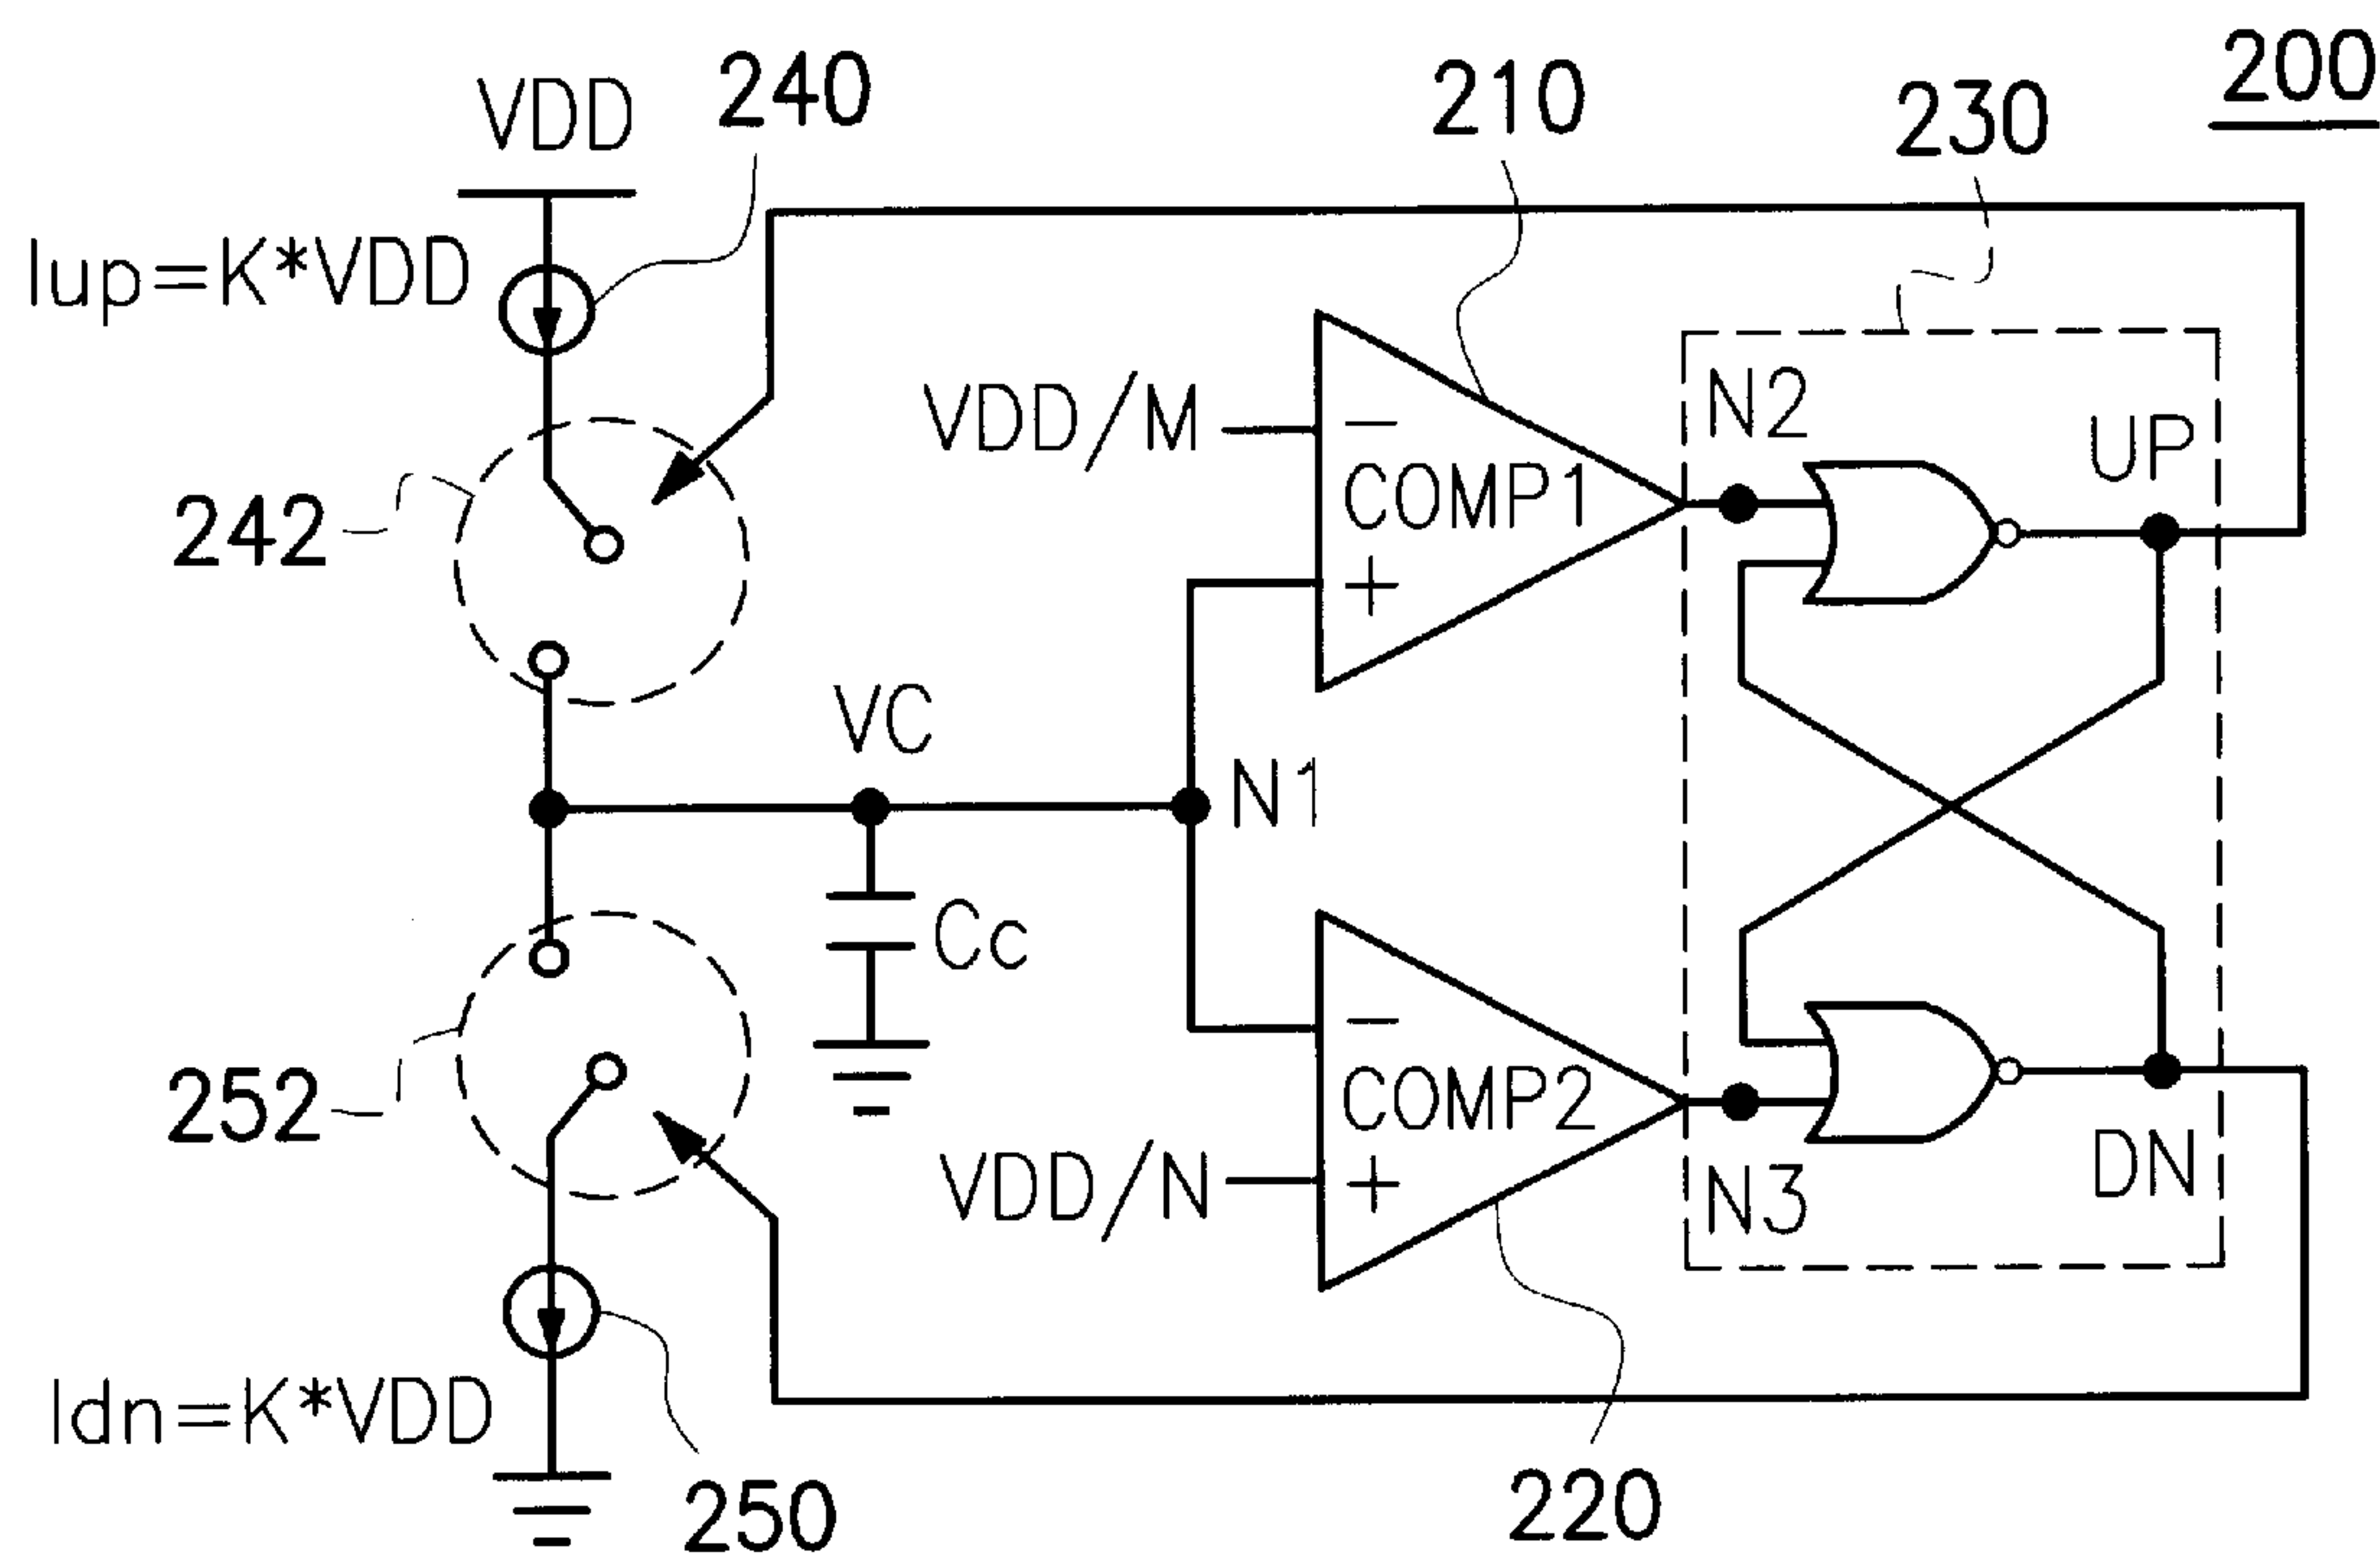 200
240
210
230
VDD
Iup=K*VDD
VDD/M
−
COMP1
+
N2
UP
242
VC
N1
Cc
252
−
COMP2
+
VDD/N
N3
DN
Idn=K*VDD
250
220